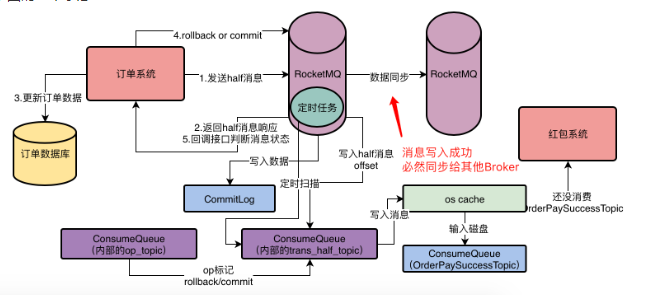 4.rollback or commit
订单系统
1.发送half消息
RocketMQ
数据同步
RocketMQ
定时任务
3.更新订单数据
2.返回half消息响应
5.回调接口判断消息状态
写入half消息
offset
消息写入成功
必然同步给其他Broker
红包系统
订单数据库
写入数据
定时扫描
CommitLog
os cache
还没消费
OrderPaySuccessTopic
写入消息
输入磁盘
ConsumeQueue
(内部的op_topic)
ConsumeQueue
(内部的trans_half_topic)
ConsumeQueue
(OrderPaySuccessTopic)
op标记
rollback/commit